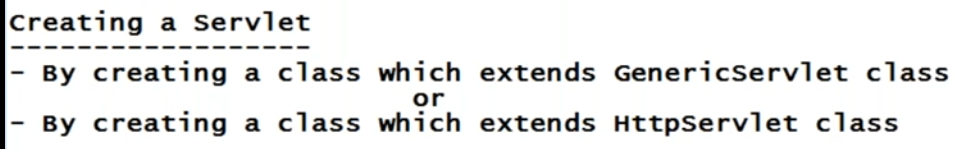 Creating a Servlet
------------------
- By creating a class which extends GenericServlet class
or
- By creating a class which extends HttpServlet class